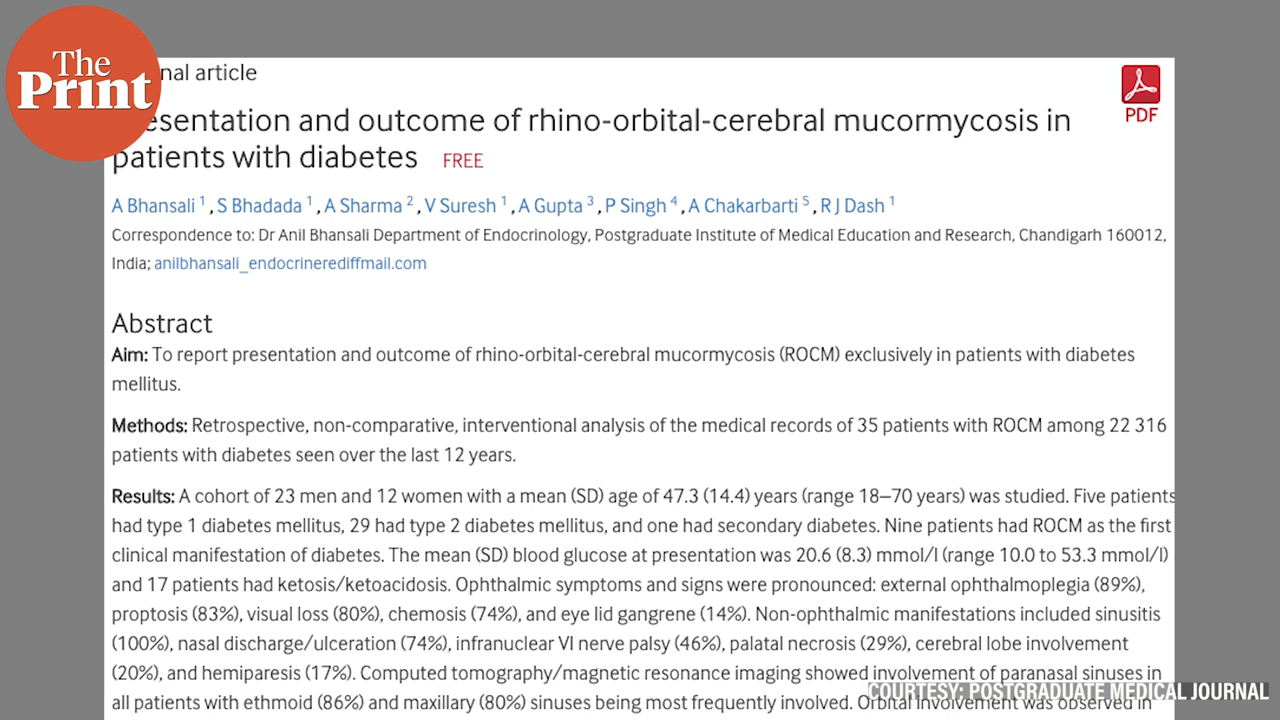 The
Print
nal article
esentation and outcome of rhino-orbital-cerebral mucormycosis in
patients with diabetes FREE
PDF
A Bhansali 1, S Bhadada 1, A Sharma 2, V Suresh 1, A Gupta 3, P Singh 4, A Chakarbarti 5, R J Dash 1
Correspondence to: Dr Anil Bhansali Department of Endocrinology, Postgraduate Institute of Medical Education and Research, Chandigarh 160012,
India; anilbhansali_endocrinerediffmail.com
Abstract
Aim: To report presentation and outcome of rhino-orbital-cerebral mucormycosis (ROCM) exclusively in patients with diabetes
mellitus.
Methods: Retrospective, non-comparative, interventional analysis of the medical records of 35 patients with ROCM among 22 316
patients with diabetes seen over the last 12 years.
Results: A cohort of 23 men and 12 women with a mean (SD) age of 47.3 (14.4) years (range 18–70 years) was studied. Five patients
had type 1 diabetes mellitus, 29 had type 2 diabetes mellitus, and one had secondary diabetes. Nine patients had ROCM as the first
clinical manifestation of diabetes. The mean (SD) blood glucose at presentation was 20.6 (8.3) mmol/l (range 10.0 to 53.3 mmol/l)
and 17 patients had ketosis/ketoacidosis. Ophthalmic symptoms and signs were pronounced: external ophthalmoplegia (89%),
proptosis (83%), visual loss (80%), chemosis (74%), and eye lid gangrene (14%). Non-ophthalmic manifestations included sinusitis
(100%), nasal discharge/ulceration (74%), infranuclear VI nerve palsy (46%), palatal necrosis (29%), cerebral lobe involvement
(20%), and hemiparesis (17%). Computed tomography/magnetic resonance imaging showed involvement of paranasal sinuses in
all patients with ethmoid (86%) and maxillary (80%) sinuses being most frequently involved. Orbital involvement was observed in
COURTESY: POSTGRADUATE MEDICAL JOURNAL